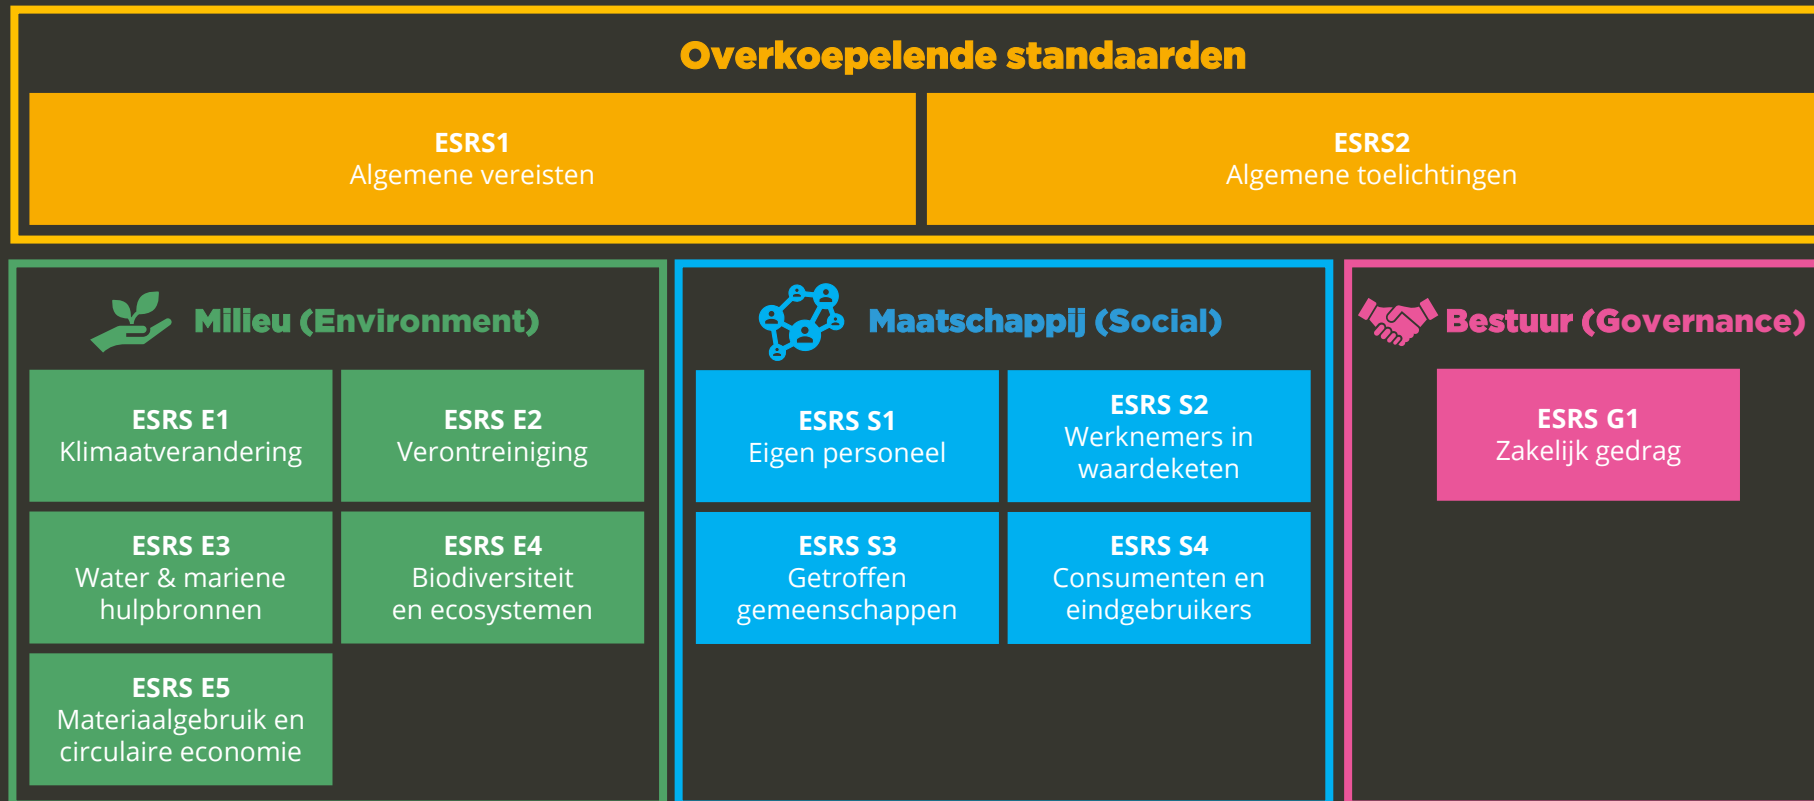 Overkoepelende standaarden
ESRS1
Algemene vereisten
ESRS2
Algemene toelichtingen
Milieu (Environment)
ESRS E1
Klimaatverandering
ESRS E2
Verontreiniging
ESRS E3
Water & mariene
hulpbronnen
ESRS E4
Biodiversiteit
en ecosystemen
ESRS E5
Materiaalgebruik en
circulaire economie
Maatschappij (Social)
ESRS S1
Eigen personeel
ESRS S2
Werknemers in
waardeketen
ESRS S3
Getroffen
gemeenschappen
ESRS S4
Consumenten en
eindgebruikers
Bestuur (Governance)
ESRS G1
Zakelijk gedrag